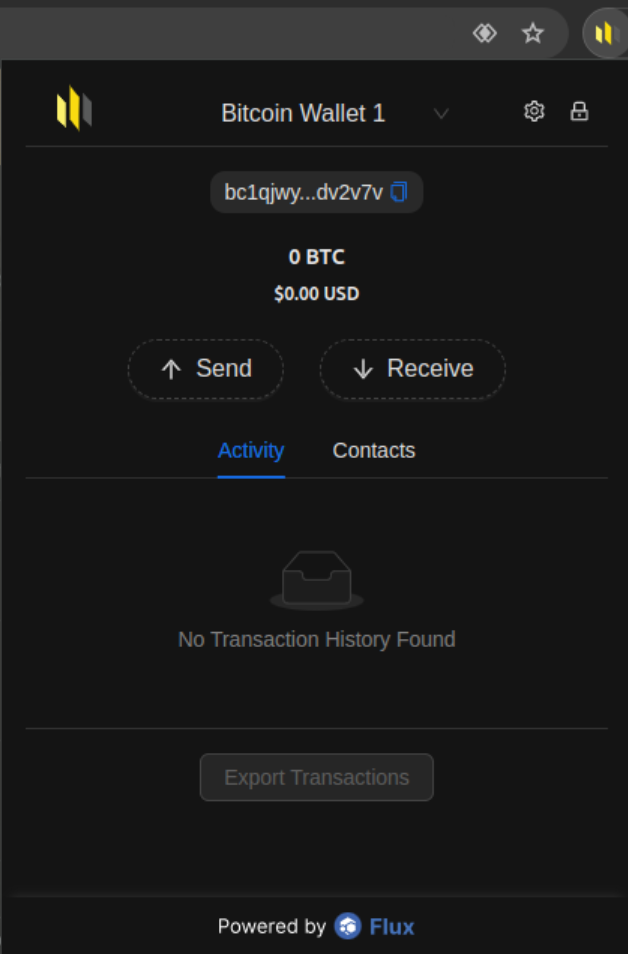 Bitcoin Wallet 1
bc1qjwy...dv2v7v
0 BTC
$0.00 USD
Send
Receive
Activity
Contacts
No Transaction History Found
Export Transactions
Powered by Flux